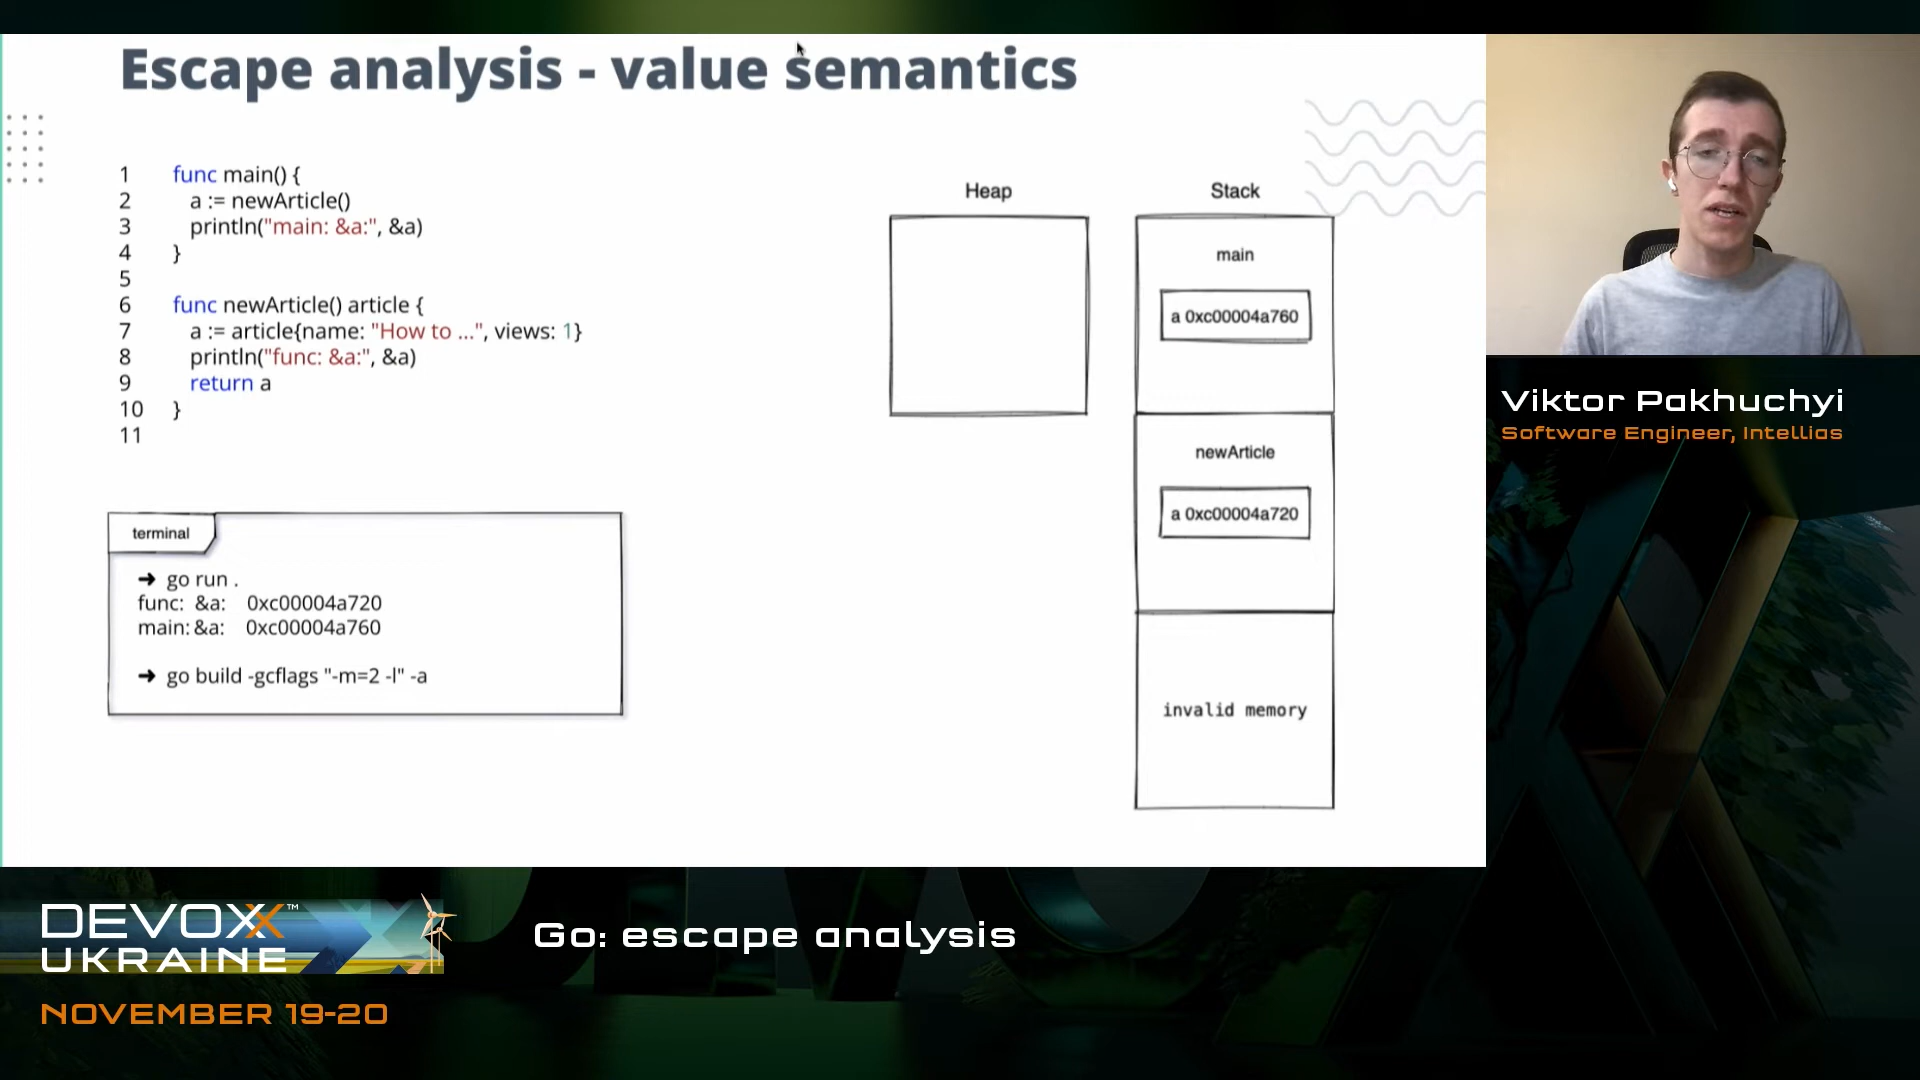 Escape analysis - value semantics
1 func main() {
2 a := newArticle()
3 println("main: &a:", &a)
4 }
5
6 func newArticle() article {
7 a := article{name: "How to ...", views: 1}
8 println("func: &a:", &a)
9 return a
10 }
11
terminal
➜ go run .
func: &a: 0xc00004a720
main: &a: 0xc00004a760
➜ go build -gcflags "-m=2 -l" -a
Heap
Stack
main
a 0xc00004a760
newArticle
a 0xc00004a720
invalid memory
Viktor Pakhuchyi
Software Engineer, Intellias
DEVOXX™
UKRAINE
NOVEMBER 19-20
Go: escape analysis